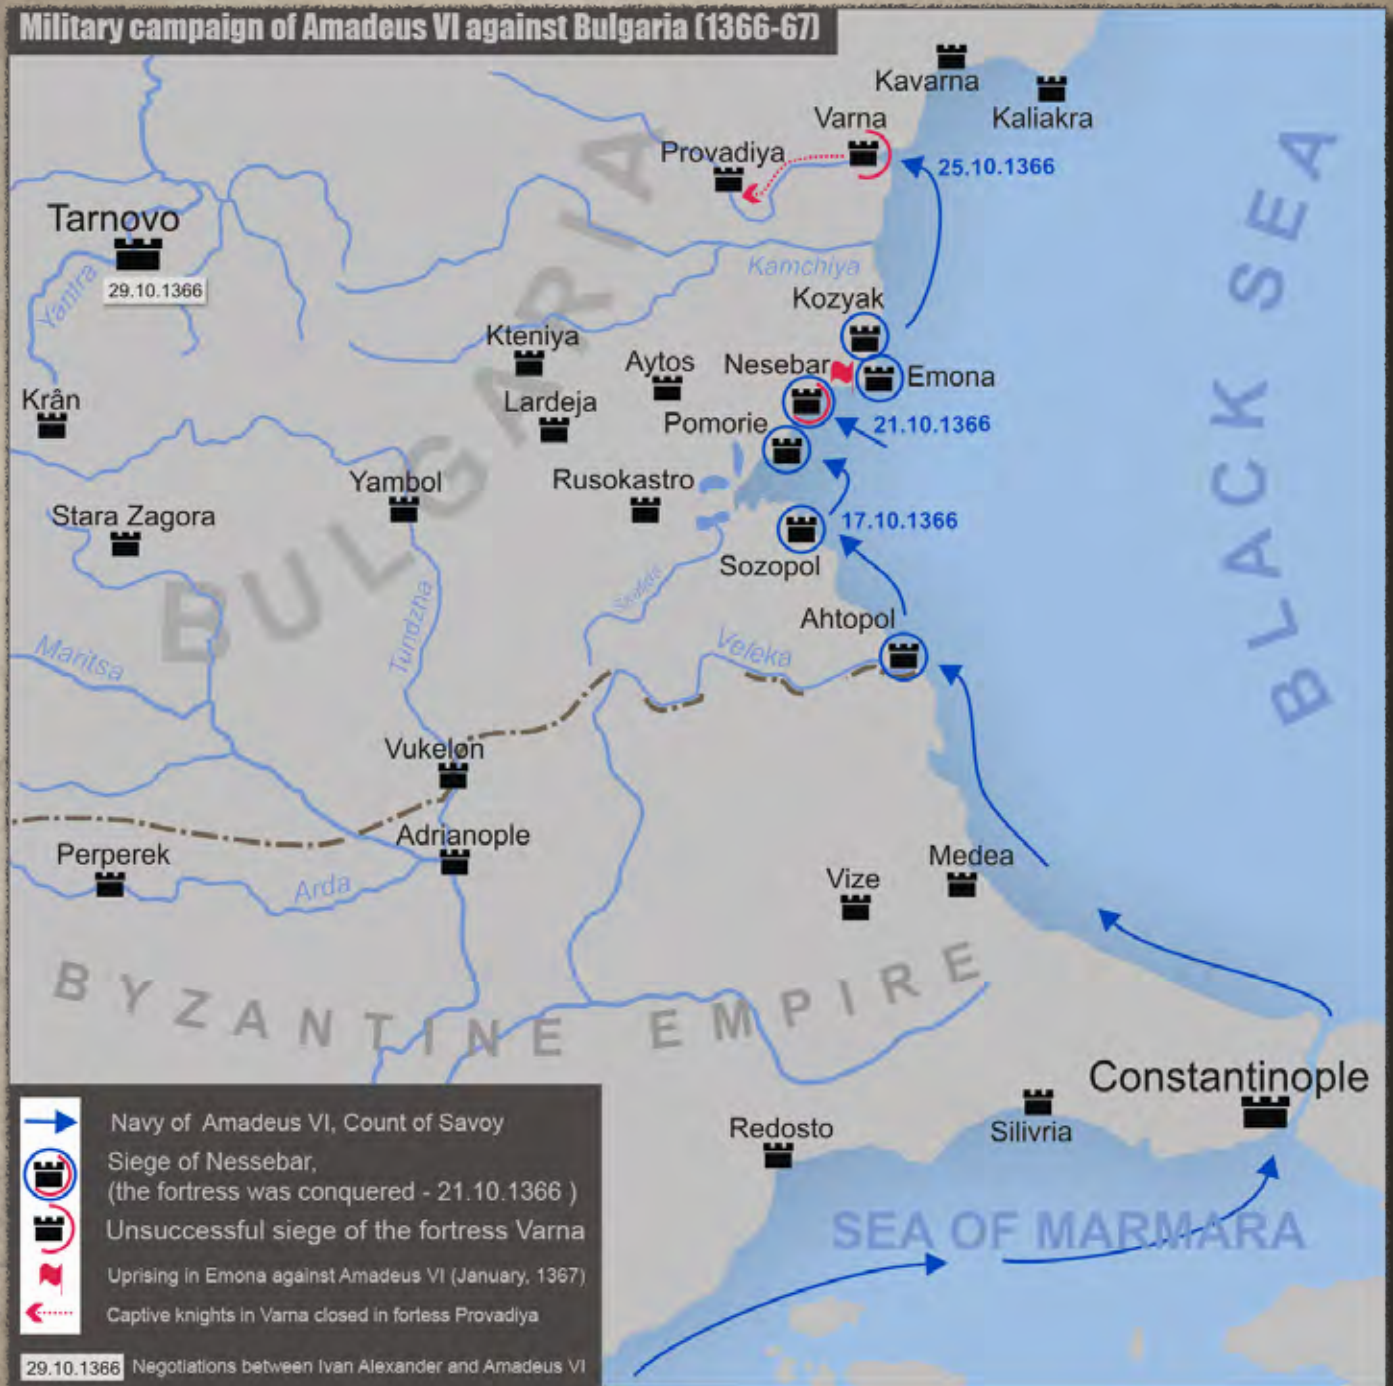 Military campaign of Amadeus VI against Bulgaria (1366-67)
Kavarna
Kaliakra
Varna
Provadiya
25.10.1366
Tarnovo
29.10.1366
Yantra
Kamchiya
Kozyak
Kteniya
Aytos
Nesebar
Emona
Krân
Lardeja
Pomorie
21.10.1366
Yambol
Rusokastro
Stara Zagora
17.10.1366
Sozopol
BULGARIA
BLACK SEA
Tundzha
Ahtopol
Maritsa
Veleka
Vukelon
Adrianople
Perperek
Arda
Vize
Medea
BYZANTINE EMPIRE
Constantinople
Redosto
Silivria
SEA OF MARMARA
Navy of Amadeus VI, Count of Savoy
Siege of Nessebar,
(the fortress was conquered - 21.10.1366 )
Unsuccessful siege of the fortress Varna
Uprising in Emona against Amadeus VI (January, 1367)
Captive knights in Varna closed in fortess Provadiya
29.10.1366 Negotiations between Ivan Alexander and Amadeus VI